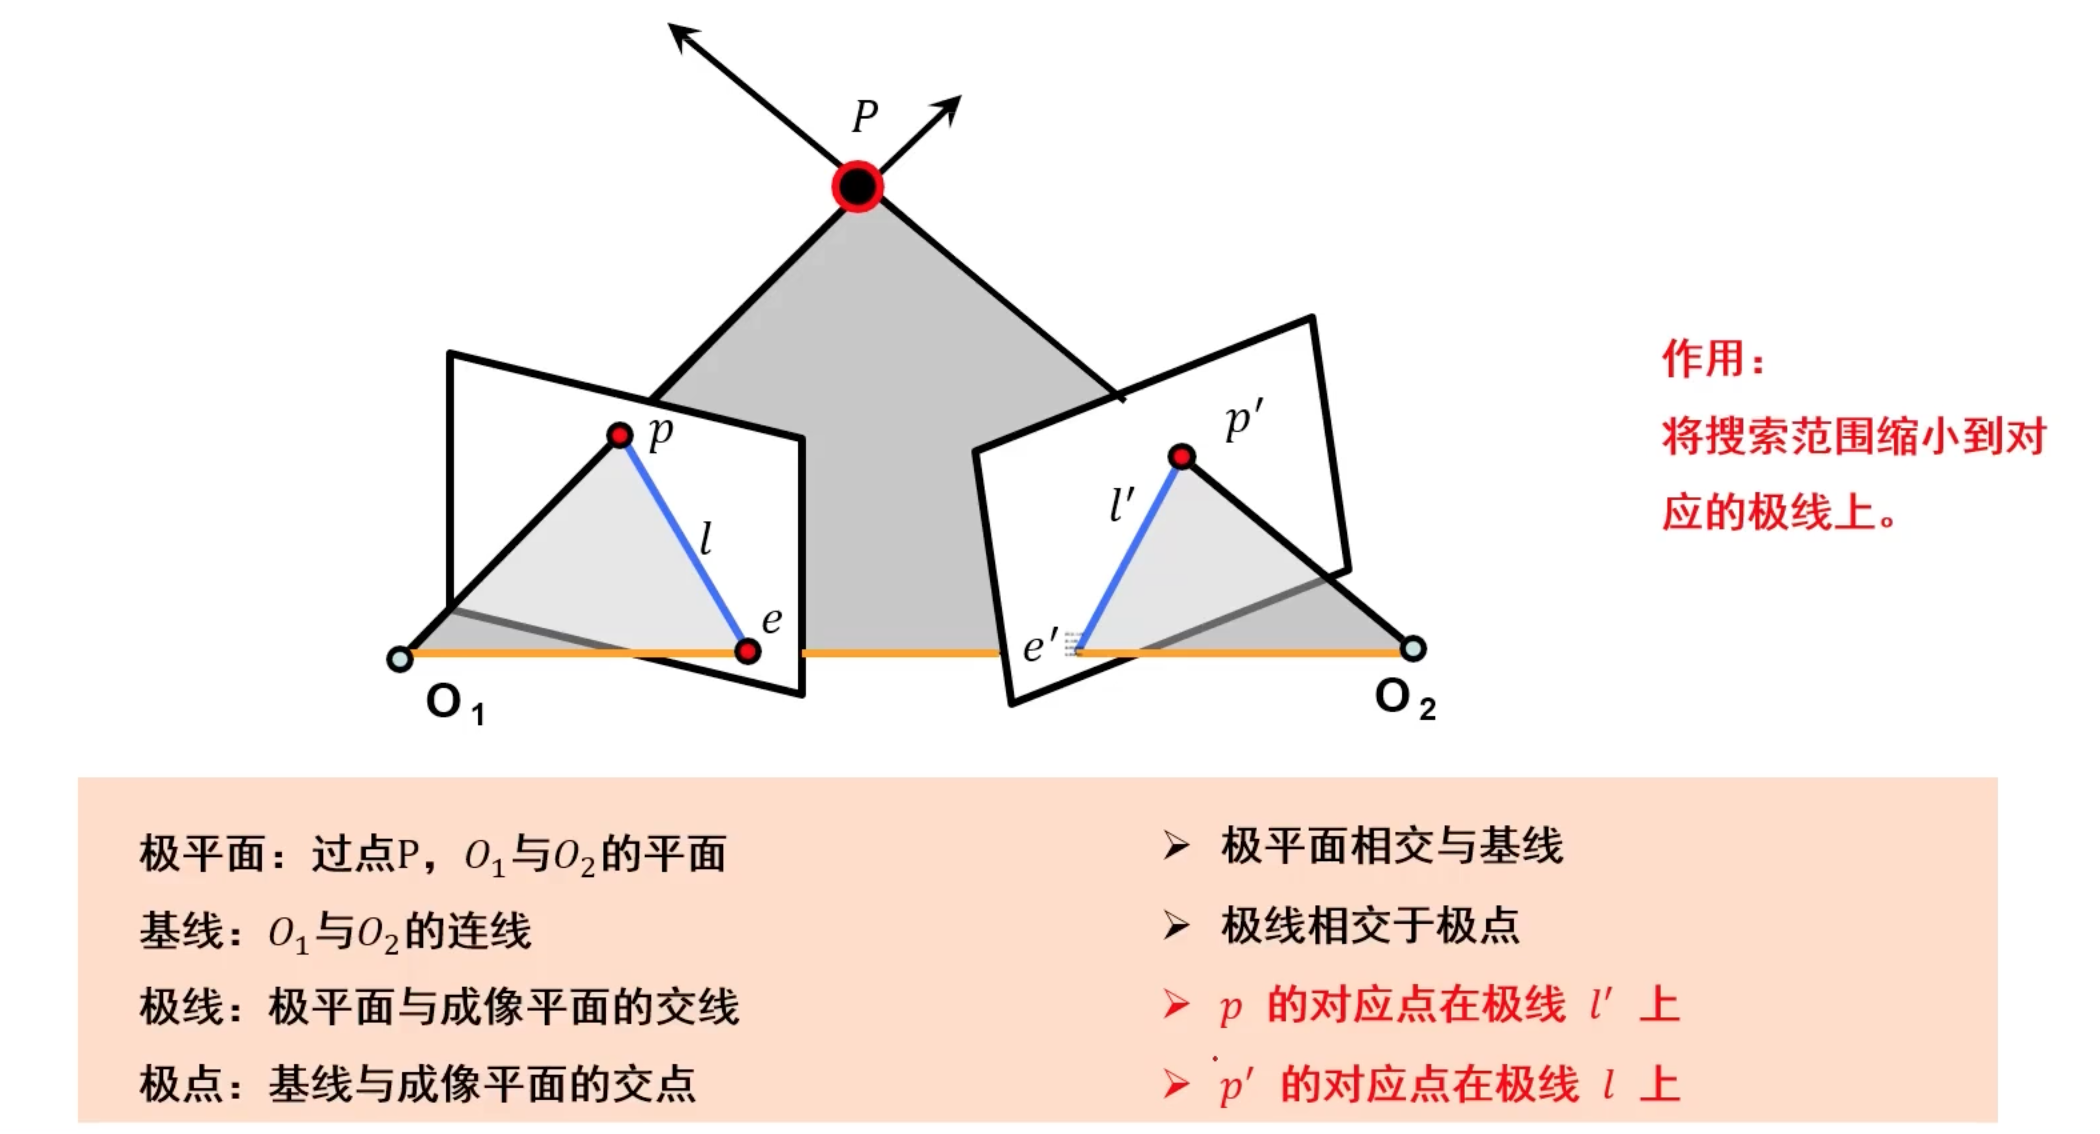 P
p
l
e
p′
l′
e′
O₁
O₂
作用：
将搜索范围缩小到对
应的极线上。
极平面：过点P，O₁与O₂的平面
基线：O₁与O₂的连线
极线：极平面与成像平面的交线
极点：基线与成像平面的交点
➢ 极平面相交与基线
➢ 极线相交于极点
➢ p 的对应点在极线 l′ 上
➢ p′ 的对应点在极线 l 上